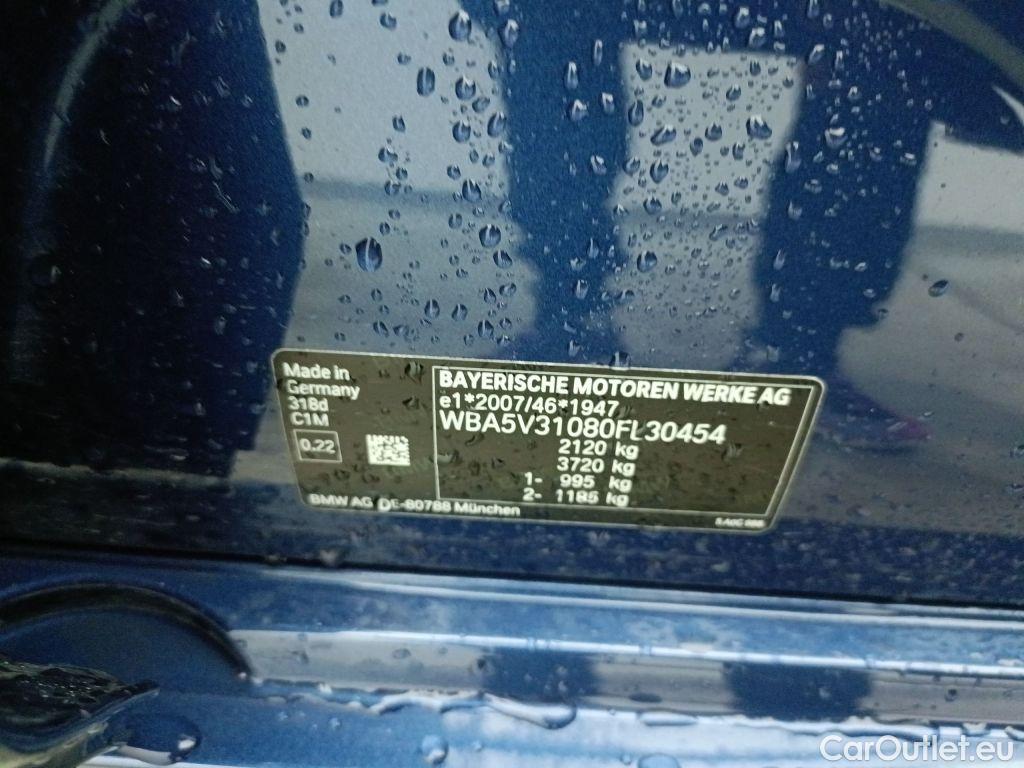 Made in
Germany
318d
C1M
0.22
BMW AG DE-80788 München
BAYERISCHE MOTOREN WERKE AG
e1*2007/46*1947
WBA5V31080FL30454
2120 kg
3720 kg
1- 995 kg
2- 1185 kg
CarOutlet.eu